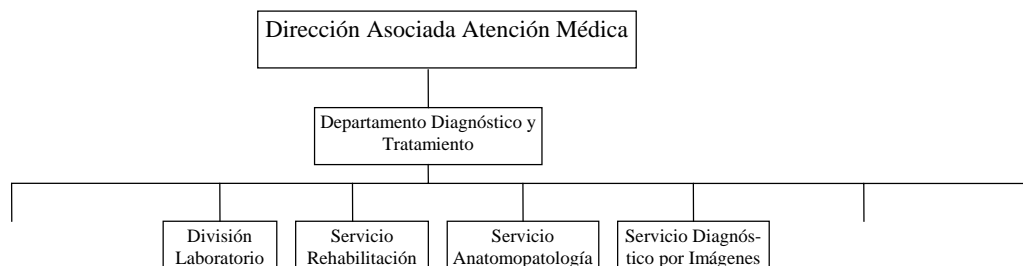 Dirección Asociada Atención Médica
Departamento Diagnóstico y
Tratamiento
División
Laboratorio
Servicio
Rehabilitación
Servicio
Anatomopatología
Servicio Diagnós-
tico por Imágenes